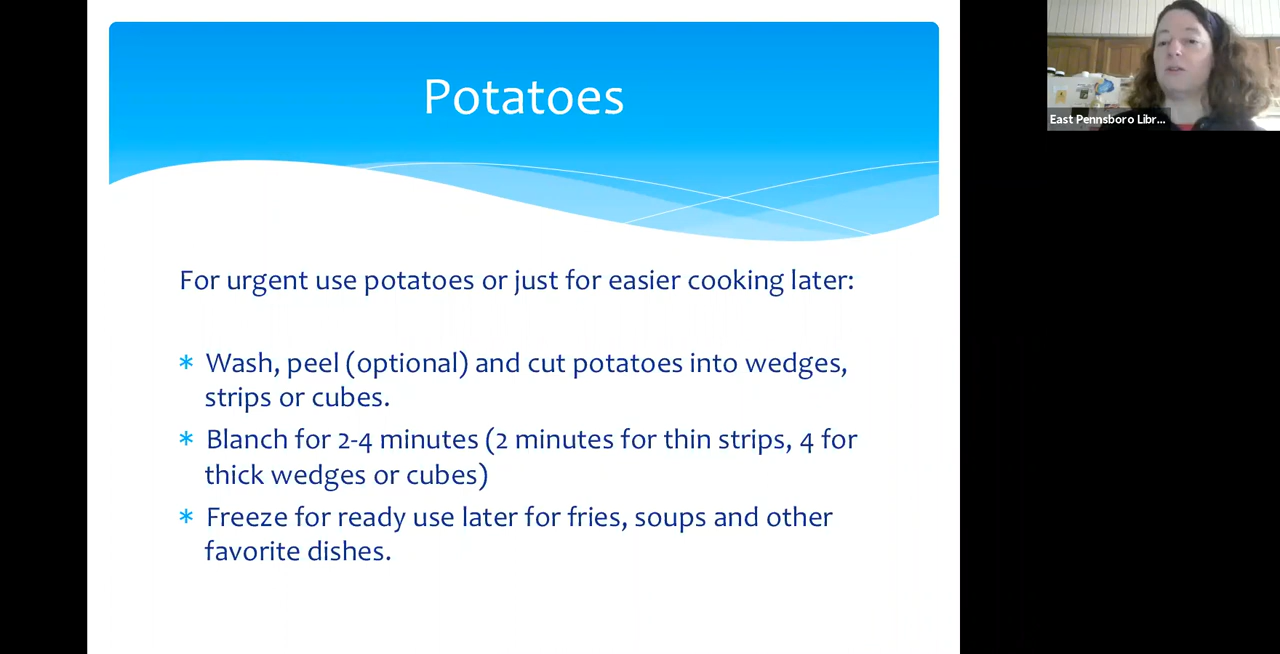 Potatoes
East Pennsboro Libr...
For urgent use potatoes or just for easier cooking later:
* Wash, peel (optional) and cut potatoes into wedges,
strips or cubes.
* Blanch for 2-4 minutes (2 minutes for thin strips, 4 for
thick wedges or cubes)
* Freeze for ready use later for fries, soups and other
favorite dishes.